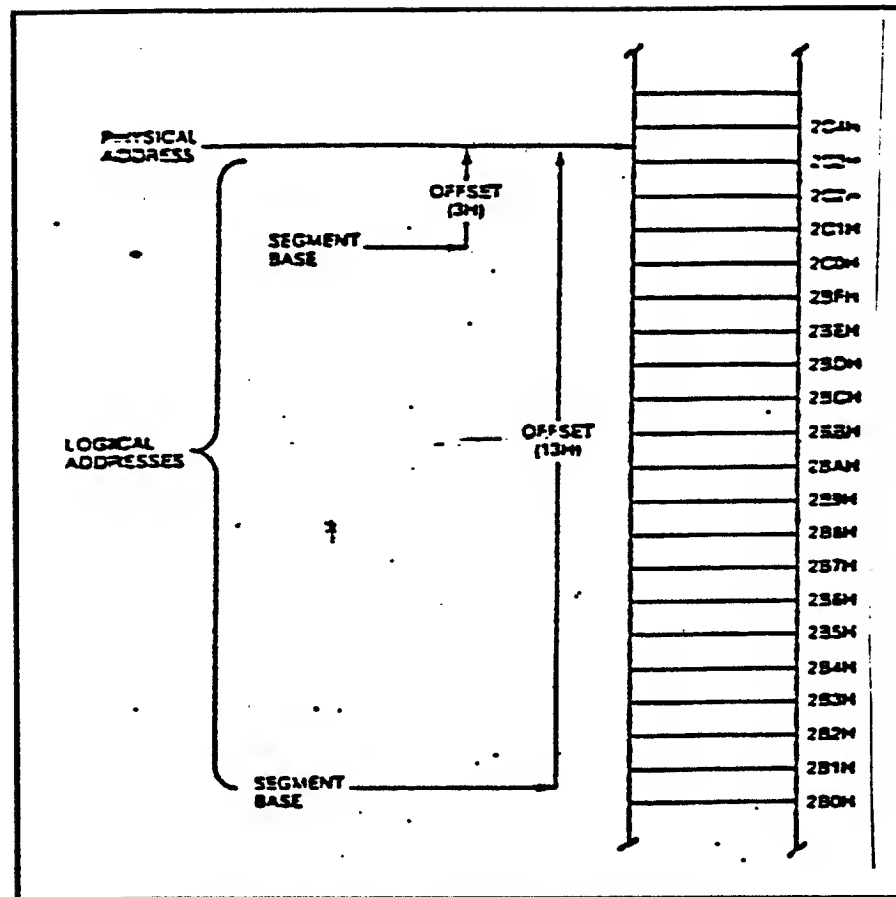 PHYSICAL
ADDRESS
OFFSET
(3H)
SEGMENT
BASE
LOGICAL
ADDRESSES
OFFSET
(13H)
SEGMENT
BASE
2C4H
2C1H
2C0H
2BFH
2BEH
2BDH
2BCH
2BBH
2BAH
2B9H
2B8H
2B7H
2B6H
2B5H
2B4H
2B3H
2B2H
2B1H
2B0H